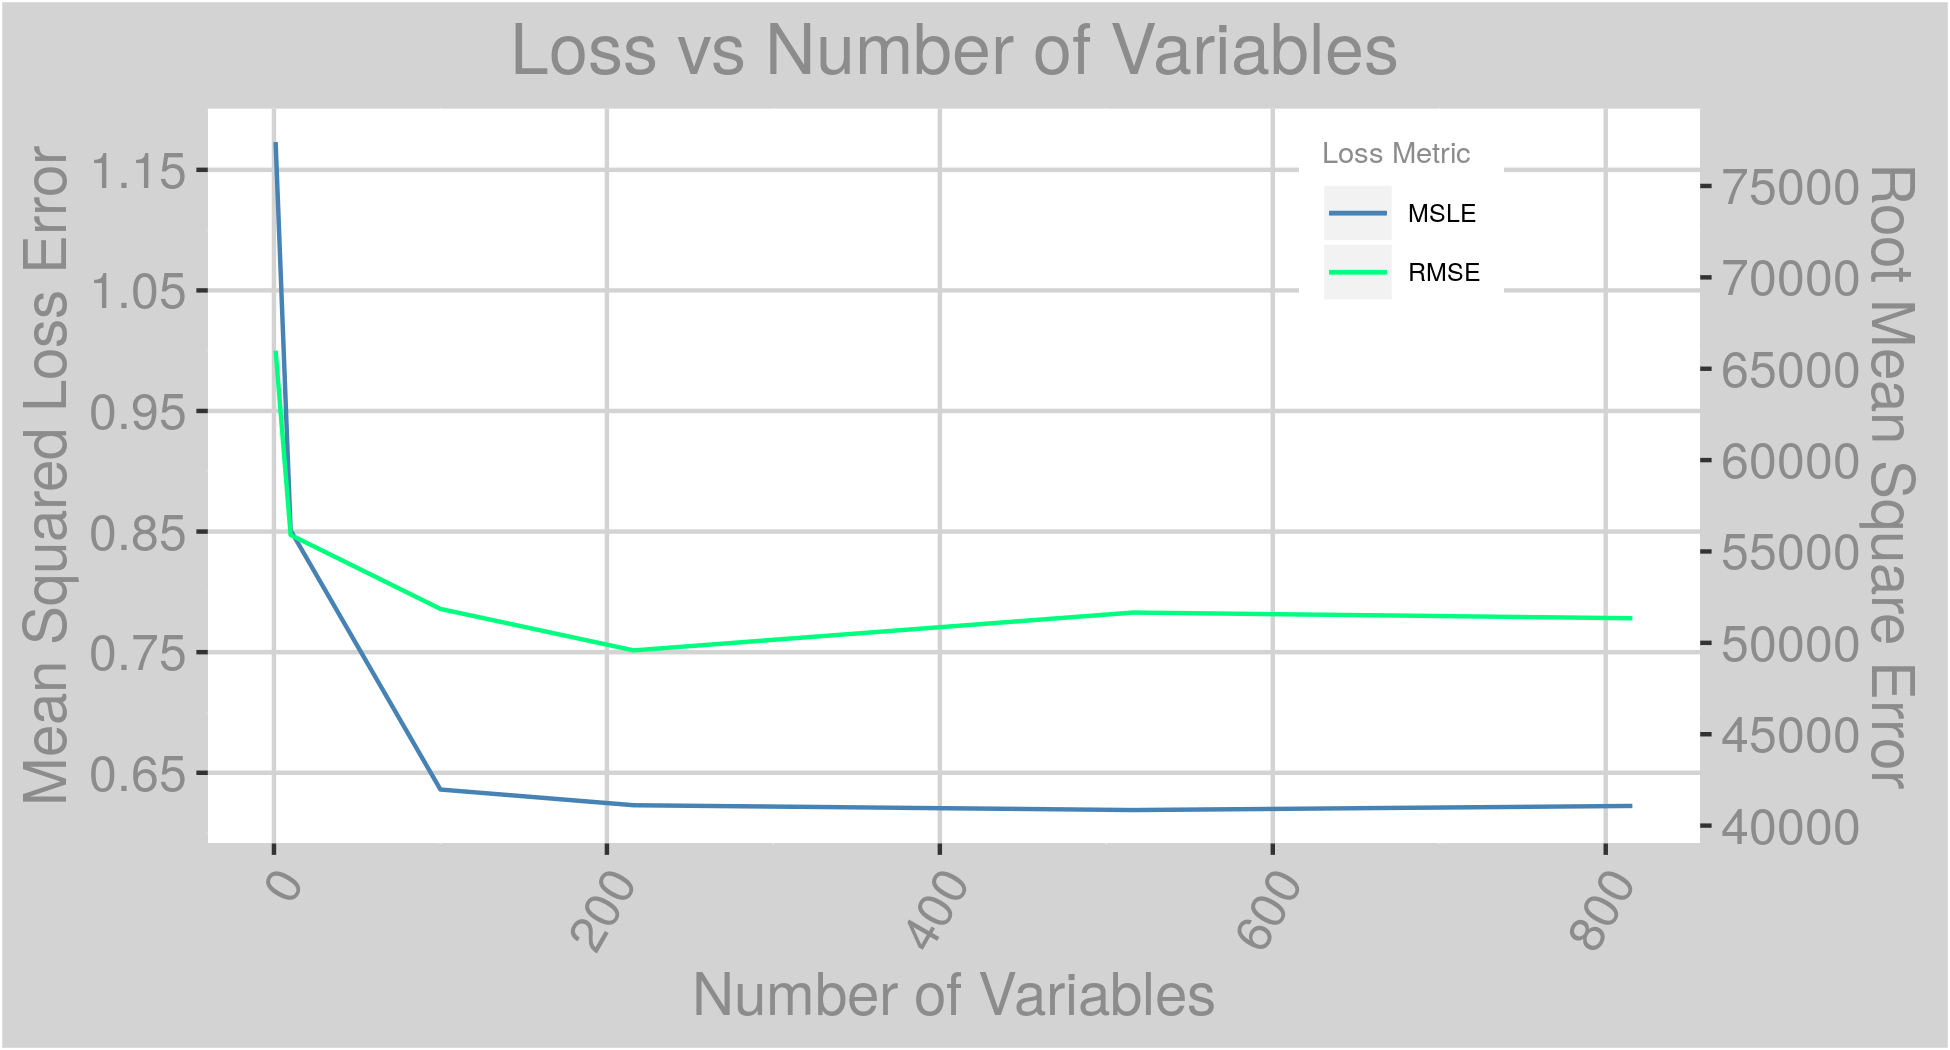 Loss vs Number of Variables
Mean Squared Loss Error
1.15
1.05
0.95
0.85
0.75
0.65
Loss Metric
MSLE
RMSE
75000
70000
65000
60000
55000
50000
45000
40000
Root Mean Square Error
0
200
400
600
800
Number of Variables